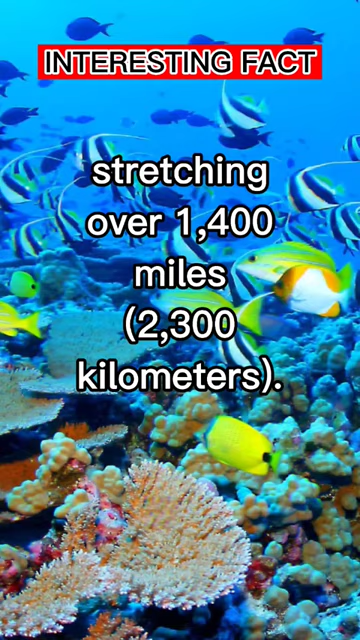 INTERESTING FACT
stretching
over 1,400
miles
(2,300
kilometers).